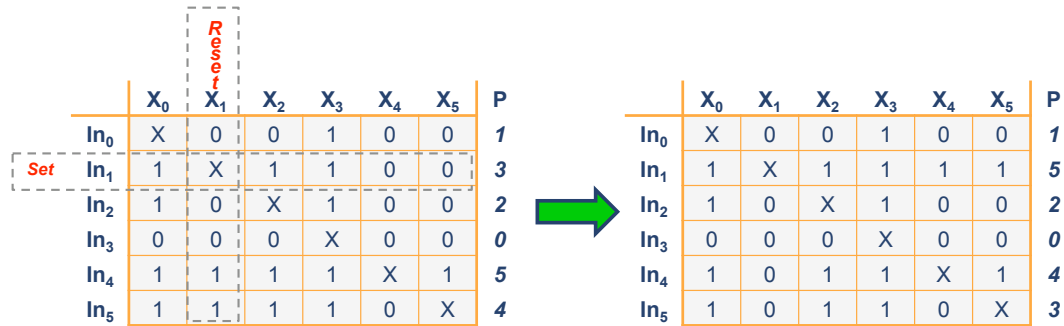 Reset
X₀ X₁ X₂ X₃ X₄ X₅ P
In₀ X 0 0 1 0 0 1
Set In₁ 1 X 1 1 0 0 3
In₂ 1 0 X 1 0 0 2
In₃ 0 0 0 X 0 0 0
In₄ 1 1 1 1 X 1 5
In₅ 1 1 1 1 0 X 4
X₀ X₁ X₂ X₃ X₄ X₅ P
In₀ X 0 0 1 0 0 1
In₁ 1 X 1 1 1 1 5
In₂ 1 0 X 1 0 0 2
In₃ 0 0 0 X 0 0 0
In₄ 1 0 1 1 X 1 4
In₅ 1 0 1 1 0 X 3